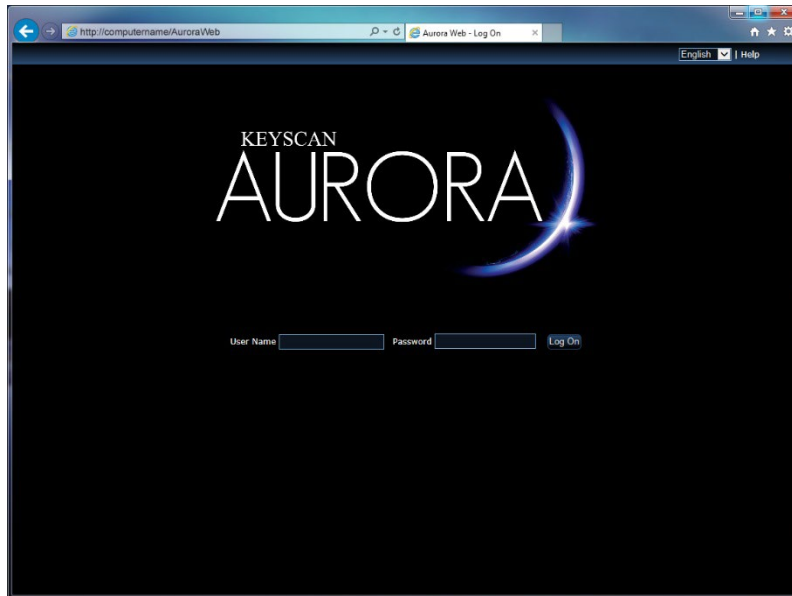 http://computername/AuroraWeb
Aurora Web - Log On
English | Help
KEYSCAN
AURORA
User Name
Password
Log On